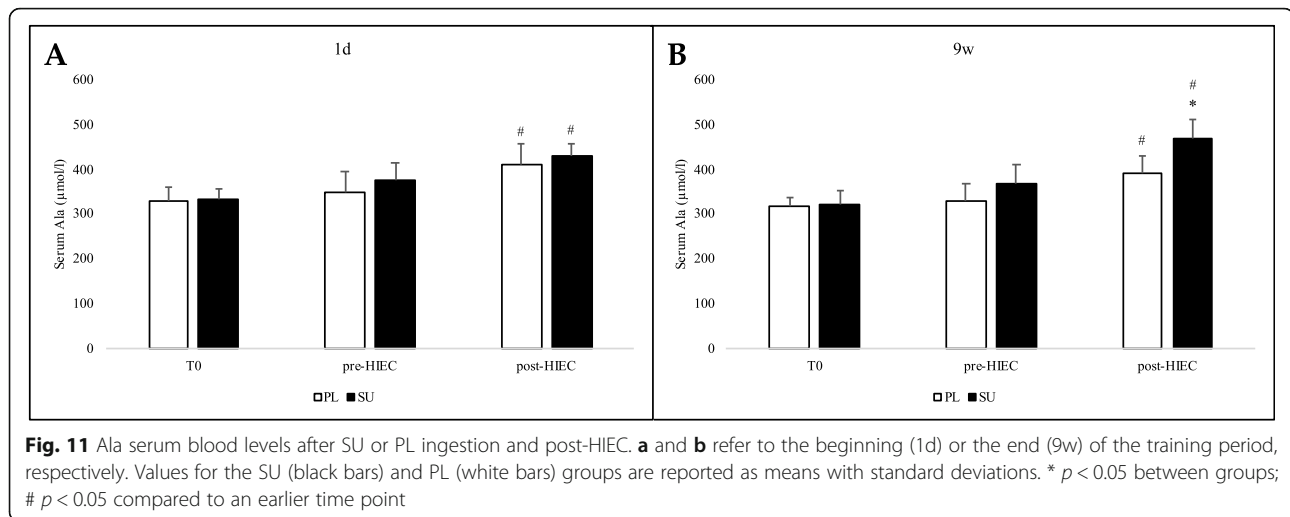 A
1d
600
500
400
300
200
100
0
Serum Ala (µmol/l)
#
#
T0
pre-HIEC
post-HIEC
PL
SU
B
9w
600
500
400
300
200
100
0
Serum Ala (µmol/l)
#
#
*
T0
pre-HIEC
post-HIEC
PL
SU
Fig. 11 Ala serum blood levels after SU or PL ingestion and post-HIEC. a and b refer to the beginning (1d) or the end (9w) of the training period,
respectively. Values for the SU (black bars) and PL (white bars) groups are reported as means with standard deviations. * p < 0.05 between groups;
# p < 0.05 compared to an earlier time point